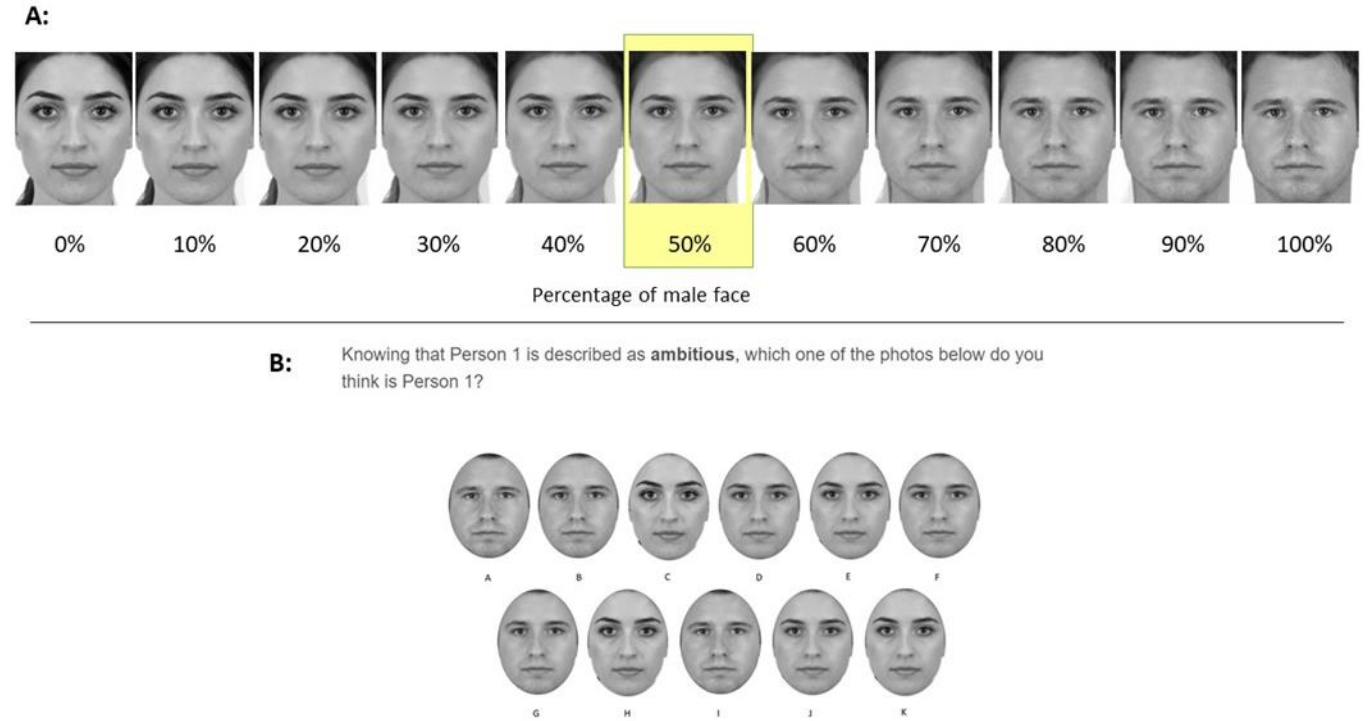 A:
0% 10% 20% 30% 40% 50% 60% 70% 80% 90% 100%
Percentage of male face
B:
Knowing that Person 1 is described as ambitious, which one of the photos below do you
think is Person 1?
A B C D E F
G H I J K